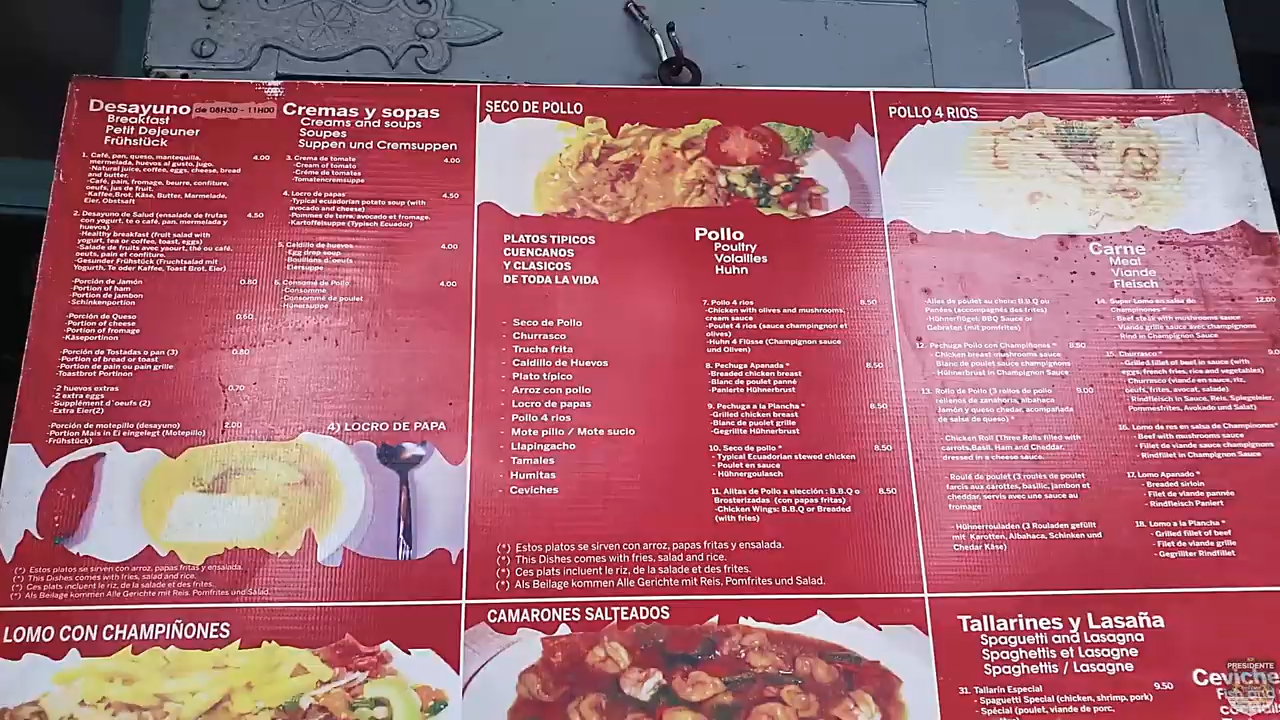 Desayuno de 08H30 - 11H00
Breakfast
Petit Dejeuner
Frühstück
1. Café, pan, queso, mantequilla,
mermelada, huevos al gusto, jugo. 4.00
-Natural juice, coffee, eggs, cheese, bread
and butter.
-Café, pain, fromage, beurre, confiture,
oeufs, jus de fruit.
-Kaffee,Brot, Käse, Butter, Marmelade,
Eier, Obstsaft
2. Desayuno de Salud (ensalada de frutas 4.50
con yogurt, te o café, pan, mermelada y
huevos)
-Healthy breakfast (fruit salad with
yogurt, tea or coffee, toast, eggs)
-Salade de fruits avec yaourt, thé ou café,
oeuts, pain et confiture.
-Gesunder Frühstück (Fruchtsalad mit
Yogurth, Te oder Kaffee, Toast Brot, Eier)
-Porción de Jamón 0.80
-Portion of ham
-Portion de jambon
-Schinkenportion
-Porción de Queso 0.60
-Portion of cheese
-Portion of fromage
-Käseportinon
-Porción de Tostadas o pan (3) 0.80
-Portion of bread or toast
-Portion de pain ou pain grille
-Toastbrot Portinon
-2 huevos extras 0.70
-2 extra eggs
-Supplément d´oeufs (2)
-Extra Eier(2)
-Porción de motepillo (desayuno) 2.00
-Portion Mais in Ei eingelegt (Motepillo)
-Frühstück)
Cremas y sopas
Creams and soups
Soupes
Suppen und Cremsuppen
3. Crema de tomate 4.00
-Cream of tomato
-Créme de tomates
-Tomatencremsuppe
4. Locro de papas 4.50
-Typical ecuadorian potato soup (with
avocado and cheese)
-Pommes de terre, avocado et fromage.
-Kartoffelsuppe (Typisch Ecuador)
5. Caldillo de huevos 4.00
-Egg drop soup
-Bouillons d´oeufs
-Eiersuppe
6. Consomé de Pollo 4.00
-Consomme
-Consommé de poulet
-Hünersuppe
4) LOCRO DE PAPA
(*) Estos platos se sirven con arroz, papas fritas y ensalada.
(*) This Dishes comes with fries, salad and rice.
(*) Ces plats incluent le riz, de la salade et des frites.
(*) Als Beilage kommen Alle Gerichte mit Reis, Pomfrites und Salad.
SECO DE POLLO
PLATOS TIPICOS
CUENCANOS
Y CLASICOS
DE TODA LA VIDA
- Seco de Pollo
- Churrasco
- Trucha frita
- Caldillo de Huevos
- Plato típico
- Arroz con pollo
- Locro de papas
- Pollo 4 rios
- Mote pillo / Mote sucio
- Llapingacho
- Tamales
- Humitas
- Ceviches
Pollo
Poultry
Volailles
Huhn
7. Pollo 4 rios 8.50
-Chicken with olives and mushrooms,
cream sauce
-Poulet 4 rios (sauce champingnon et
olives)
-Huhn 4 Flüsse (Champignon sauce
und Oliven)
8. Pechuga Apanada * 8.50
-Breaded chicken breast
-Blanc de poulet panné
-Panierte Hühnerbrust
9. Pechuga a la Plancha * 8.50
-Grilled chicken breast
-Blanc de puolet grille
-Gegrillte Hühnerbrust
10. Seco de pollo * 8.50
- Typical Ecuadorian stewed chicken
- Poulet en sauce
- Hühnergoulasch
11. Alitas de Pollo a elección : B.B.Q o 8.50
Brosterizadas (con papas fritas)
-Chicken Wings: B.B.Q or Breaded
(with fries)
(*) Estos platos se sirven con arroz, papas fritas y ensalada.
(*) This Dishes comes with fries, salad and rice.
(*) Ces plats incluent le riz, de la salade et des frites.
(*) Als Beilage kommen Alle Gerichte mit Reis, Pomfrites und Salad.
POLLO 4 RIOS
-Ailes de poulet au choix: B.B.Q ou
Panées (accompagnés des frites)
-Hühnerflügel: BBQ Sauce or
Gebraten (mit pomfrites)
12. Pechuga Pollo con Champiñones * 8.50
- Chicken breast mushrooms sauce
Blanc de poulet sauce champignons
- Hühnerbrust in Champignon Sauce
13. Rollo de Pollo (3 rollos de pollo 9.00
rellenos de zanahoria, albahaca
Jamón y queso chedar, acompañada
de salsa de queso) *
- Chicken Roll (Three Rolls filled with
carrots,Basil, Ham and Cheddar,
dressed in a cheese sauce.
- Roulé de poulet (3 roulés de poulet
farcis aux carottes, basilic, jambon et
cheddar, servis avec une sauce au
fromage
- Hühnerrouladen (3 Rouladen gefüllt
mit Karotten, Albahaca, Schinken und
Chedar Käse)
Carne
Meat
Viande
Fleisch
14. Super Lomo en salsa de 12.00
Champiñones *
- Beef steak with mushrooms sauce
- Viande grille sauce avec champignons
Rind in Champignon Sauce
15. Churrasco * 9.0
- Grilled fillet of beef in sauce (with
eggs, french fries, rice and vegetables)
Churrasco (viande en sauce, riz,
oeufs, frites, avocat, salade)
- Rindfleisch in Sauce, Reis, Spiegeleier,
Pommesfrites, Avokado und Salat)
16. Lomo de res en salsa de Champiñones*
- Beef with mushrooms sauce
- Fillet de viande sauce champignons
- Rindfillet in Champignon Sauce
17. Lomo Apanado *
- Breaded sirloin
- Filet de viande pannée
- Rindfleisch Paniert
18. Lomo a la Plancha *
- Grilled fillet of beef
- Filet de viande grille
- Gegriliter Rindfillet
LOMO CON CHAMPIÑONES
CAMARONES SALTEADOS
Tallarines y Lasaña
Spaguetti and Lasagna
Spaghettis et Lasagne
Spaghettis / Lasagne
31. Tallarín Especial 9.50
- Spaguetti Special (chicken, shrimp, pork)
- Spécial (poulet, viande de porc,
Ceviche
PRESIDENTE